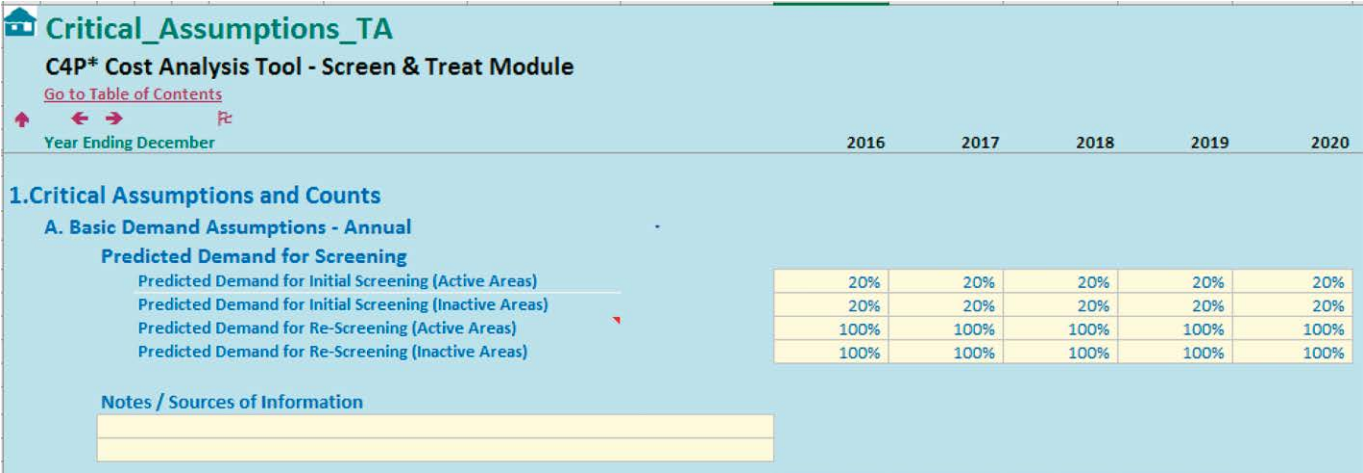 Critical_Assumptions_TA
C4P* Cost Analysis Tool - Screen & Treat Module
Go to Table of Contents
Year Ending December 2016 2017 2018 2019 2020
1.Critical Assumptions and Counts
A. Basic Demand Assumptions - Annual
Predicted Demand for Screening
Predicted Demand for Initial Screening (Active Areas) 20% 20% 20% 20% 20%
Predicted Demand for Initial Screening (Inactive Areas) 20% 20% 20% 20% 20%
Predicted Demand for Re-Screening (Active Areas) 100% 100% 100% 100% 100%
Predicted Demand for Re-Screening (Inactive Areas) 100% 100% 100% 100% 100%
Notes / Sources of Information